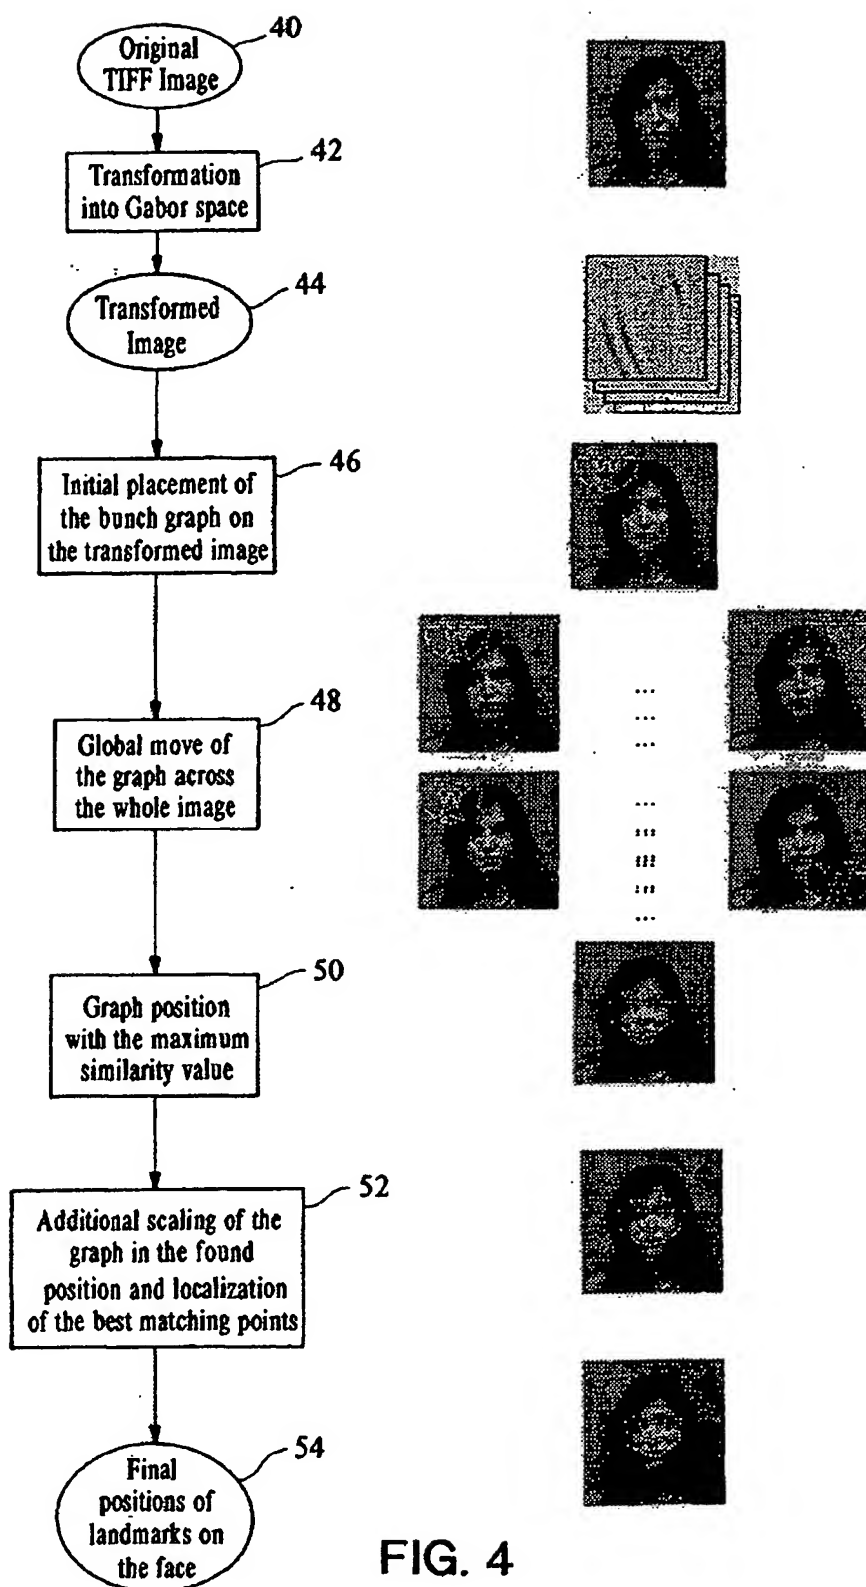 40
Original
TIFF Image
42
Transformation
into Gabor space
44
Transformed
Image
46
Initial placement of
the bunch graph on
the transformed image
48
Global move of
the graph across
the whole image
50
Graph position
with the maximum
similarity value
52
Additional scaling of the
graph in the found
position and localization
of the best matching points
54
Final
positions of
landmarks on
the face
FIG. 4